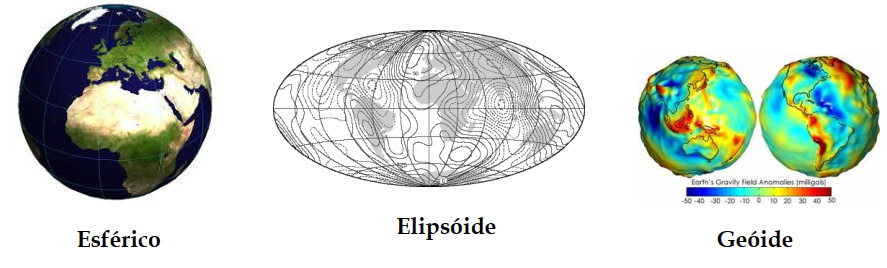 Esférico
Elipsóide
Earth's Gravity Field Anomalies (milligals)
-50 -40 -30 -20 -10 0 10 20 30 40 50
Geóide